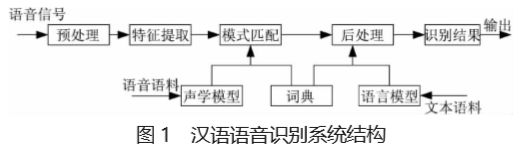 语音信号
预处理 特征提取 模式匹配 后处理 识别结果 输出
语音语料
声学模型 词典 语言模型
文本语料
图 1 汉语语音识别系统结构